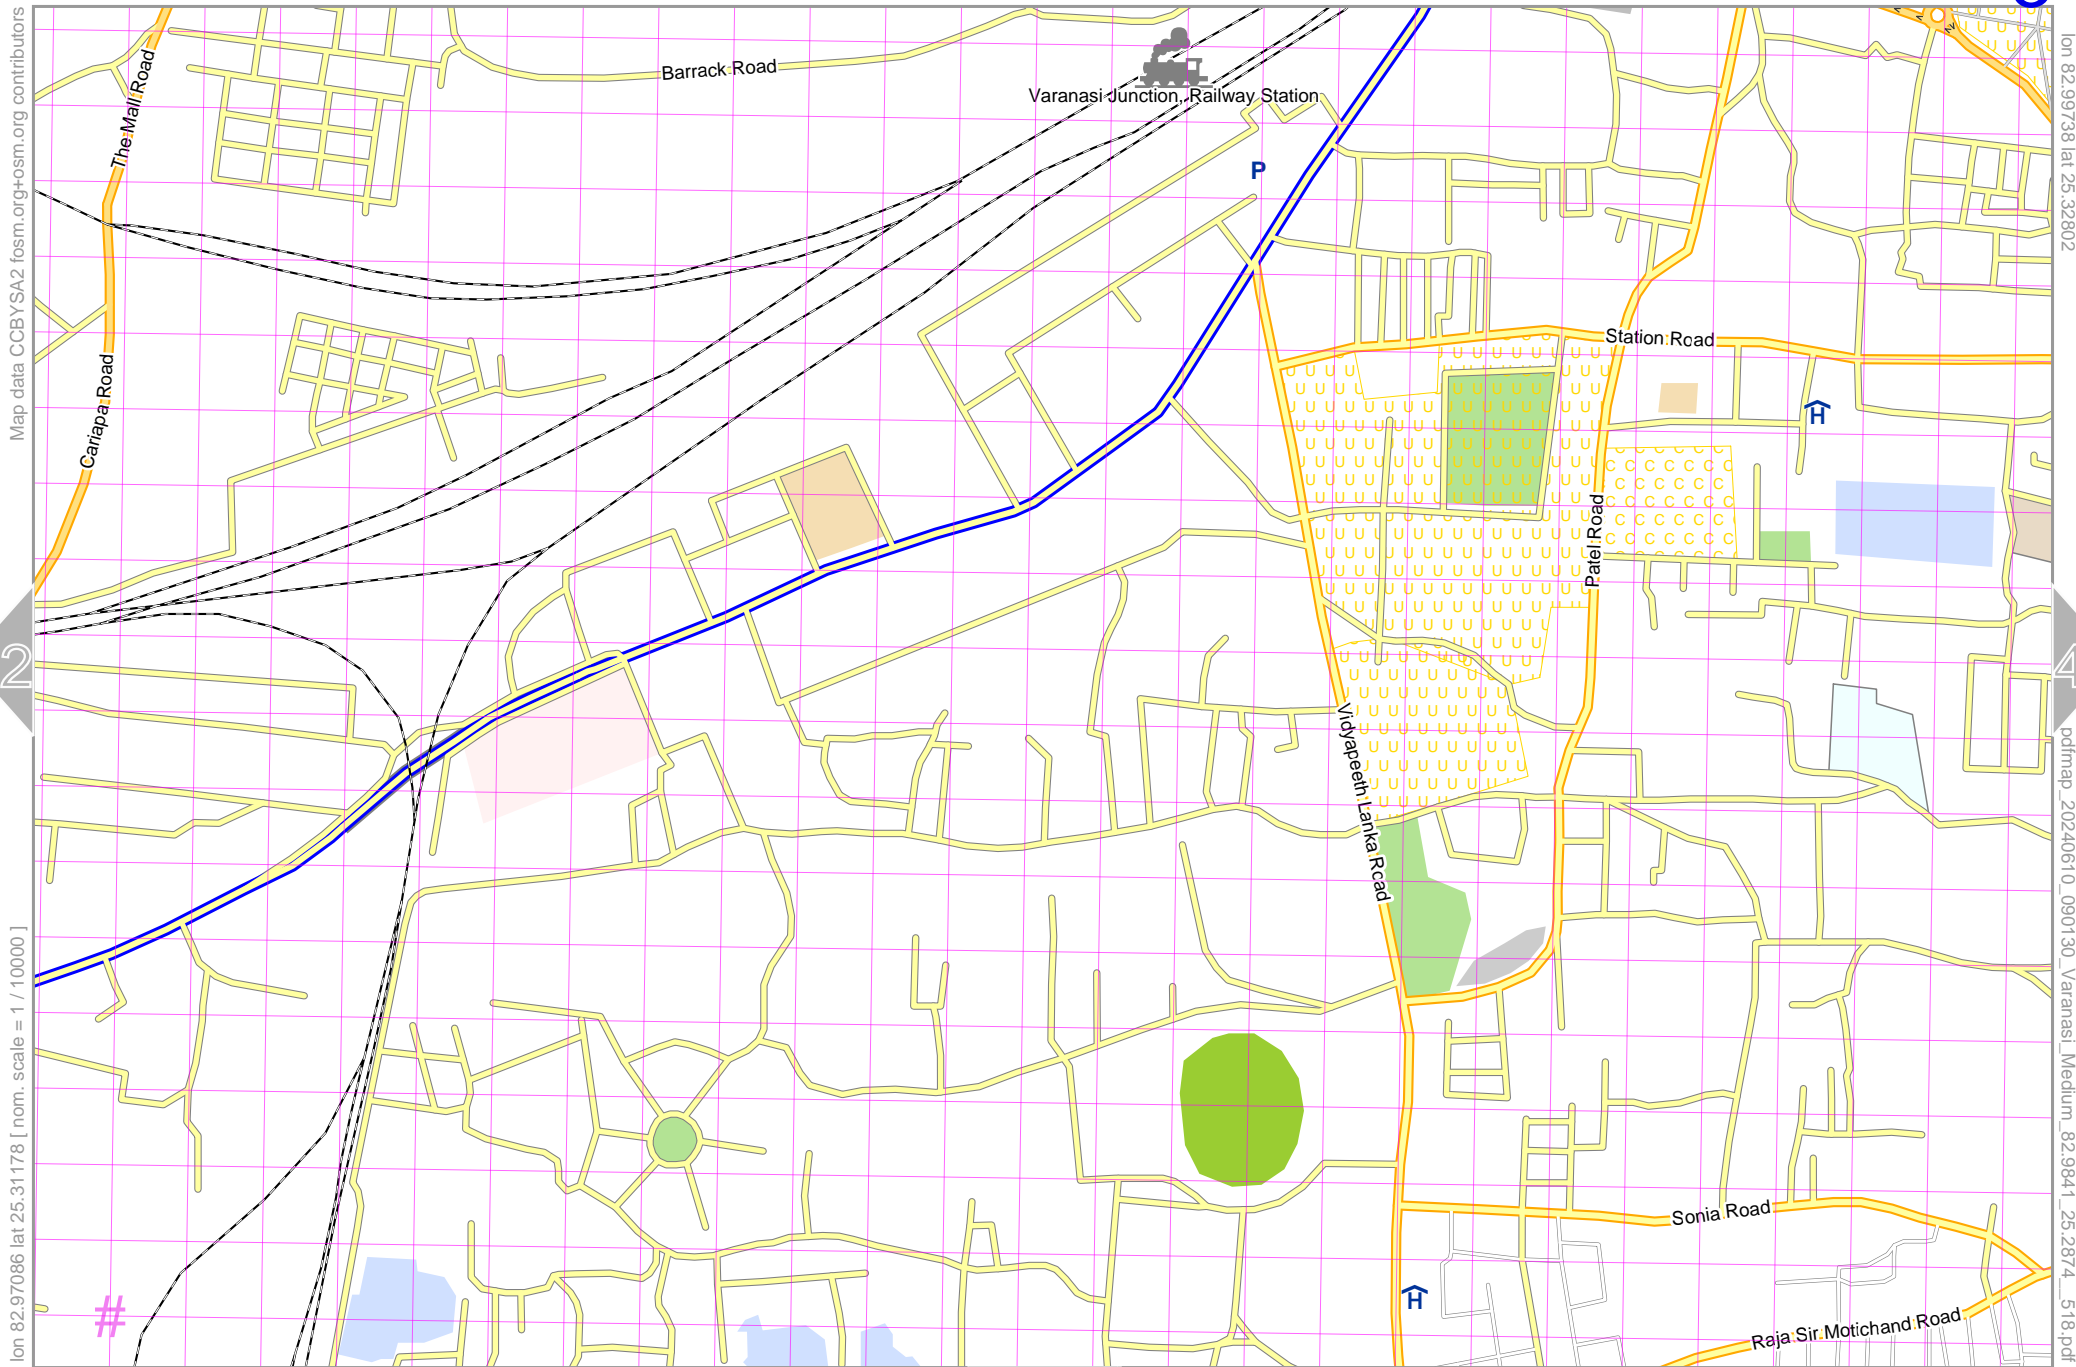 Map data CCBYSA2 fosm.org+osm.org contributors
lon 82.97086 lat 25.31178 [ nom. scale = 1 / 10000 ]
lon 82.99738 lat 25.32802
pdfmap_20240610_090130_Varanasi_Medium_82.9841_25.2874__518.pdf
Barrack Road
The Mall Road
Varanasi Junction, Railway Station
P
Station Road
Cariapa Road
H
Patel Road
2
4
Vidyapeeth Lanka Road
Sonia Road
H
#
Raja Sir Motichand Road